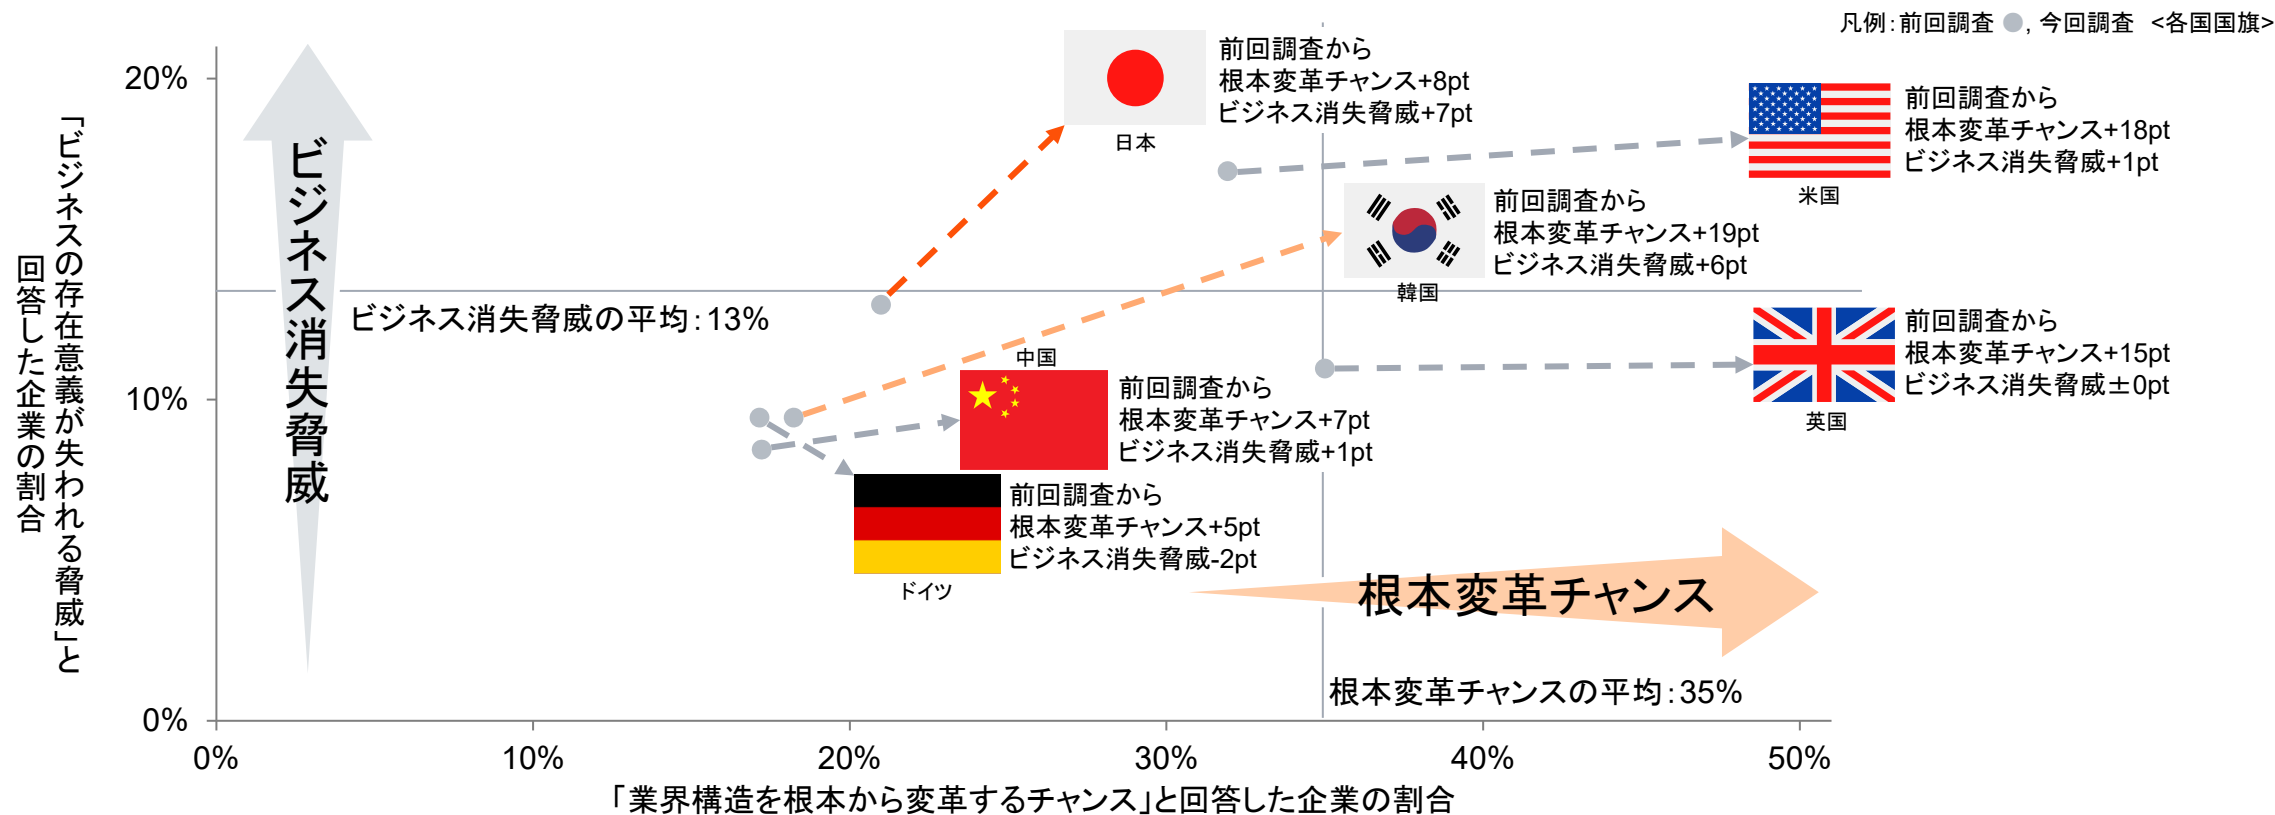 凡例：前回調査 , 今回調査 <各国国旗>
「ビジネスの存在意義が失われる脅威」と
回答した企業の割合
20%
10%
0%
ビジネス消失脅威
日本
前回調査から
根本変革チャンス+8pt
ビジネス消失脅威+7pt
米国
前回調査から
根本変革チャンス+18pt
ビジネス消失脅威+1pt
韓国
前回調査から
根本変革チャンス+19pt
ビジネス消失脅威+6pt
ビジネス消失脅威の平均：13%
英国
前回調査から
根本変革チャンス+15pt
ビジネス消失脅威±0pt
中国
前回調査から
根本変革チャンス+7pt
ビジネス消失脅威+1pt
前回調査から
根本変革チャンス+5pt
ビジネス消失脅威-2pt
ドイツ
根本変革チャンス
根本変革チャンスの平均：35%
0%
10%
20%
30%
40%
50%
「業界構造を根本から変革するチャンス」と回答した企業の割合